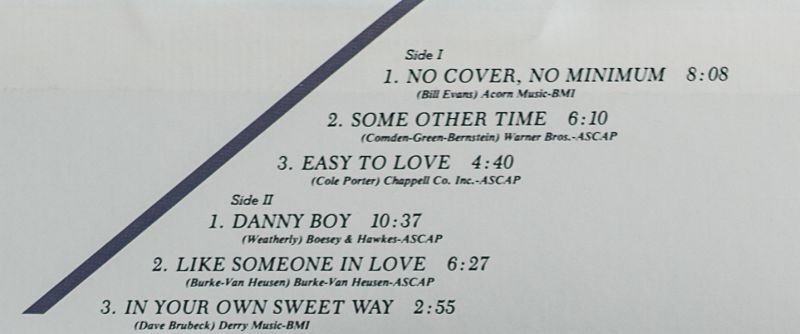 Side I
1. NO COVER, NO MINIMUM 8:08
(Bill Evans) Acorn Music-BMI
2. SOME OTHER TIME 6:10
(Comden-Green-Bernstein) Warner Bros.-ASCAP
3. EASY TO LOVE 4:40
(Cole Porter) Chappell Co. Inc.-ASCAP
Side II
1. DANNY BOY 10:37
(Weatherly) Boesey & Hawkes-ASCAP
2. LIKE SOMEONE IN LOVE 6:27
(Burke-Van Heusen) Burke-Van Heusen-ASCAP
3. IN YOUR OWN SWEET WAY 2:55
(Dave Brubeck) Derry Music-BMI